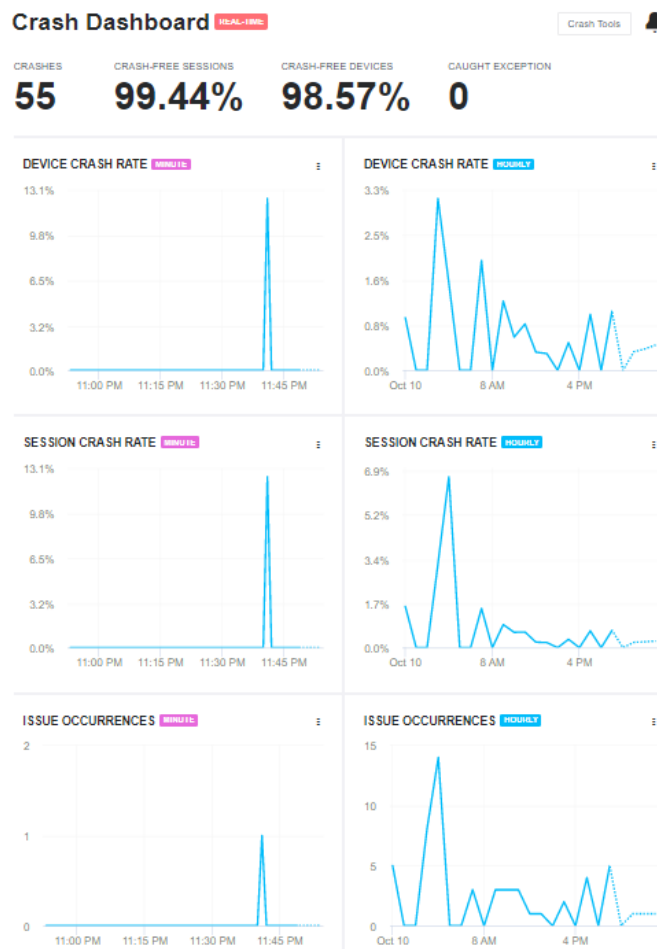 Crash Dashboard REAL-TIME
Crash Tools
CRASHES CRASH-FREE SESSIONS CRASH-FREE DEVICES CAUGHT EXCEPTION
55 99.44% 98.57% 0
DEVICE CRASH RATE MINUTE
13.1%
9.8%
6.5%
3.2%
0.0%
11:00 PM 11:15 PM 11:30 PM 11:45 PM
DEVICE CRASH RATE HOURLY
3.3%
2.5%
1.6%
0.8%
0.0%
Oct 10 8 AM 4 PM
SESSION CRASH RATE MINUTE
13.1%
9.8%
6.5%
3.2%
0.0%
11:00 PM 11:15 PM 11:30 PM 11:45 PM
SESSION CRASH RATE HOURLY
6.9%
5.2%
3.4%
1.7%
0.0%
Oct 10 8 AM 4 PM
ISSUE OCCURRENCES MINUTE
2
1
0
11:00 PM 11:15 PM 11:30 PM 11:45 PM
ISSUE OCCURRENCES HOURLY
15
10
5
0
Oct 10 8 AM 4 PM